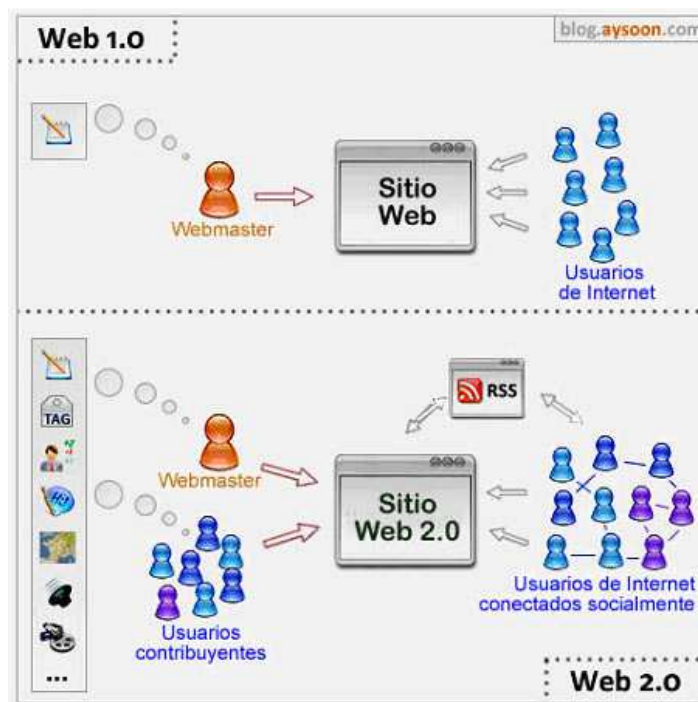 Web 1.0
blog.aysoon.com
Webmaster
Sitio
Web
Usuarios
de Internet
TAG
RSS
Webmaster
Sitio
Web 2.0
Usuarios
contribuyentes
Usuarios de Internet
conectados socialmente
...
Web 2.0